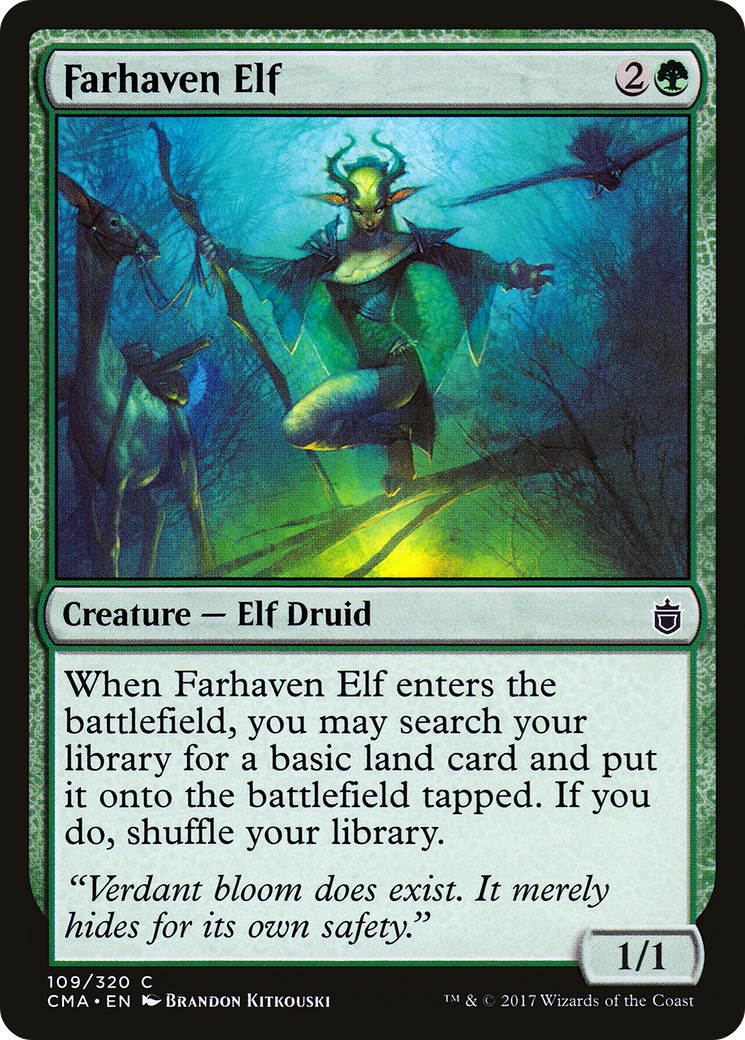 Farhaven Elf 2
Creature — Elf Druid
When Farhaven Elf enters the
battlefield, you may search your
library for a basic land card and put
it onto the battlefield tapped. If you
do, shuffle your library.
“Verdant bloom does exist. It merely
hides for its own safety.”
1/1
109/320 C
CMA • EN Brandon Kitkouski ™ & © 2017 Wizards of the Coast